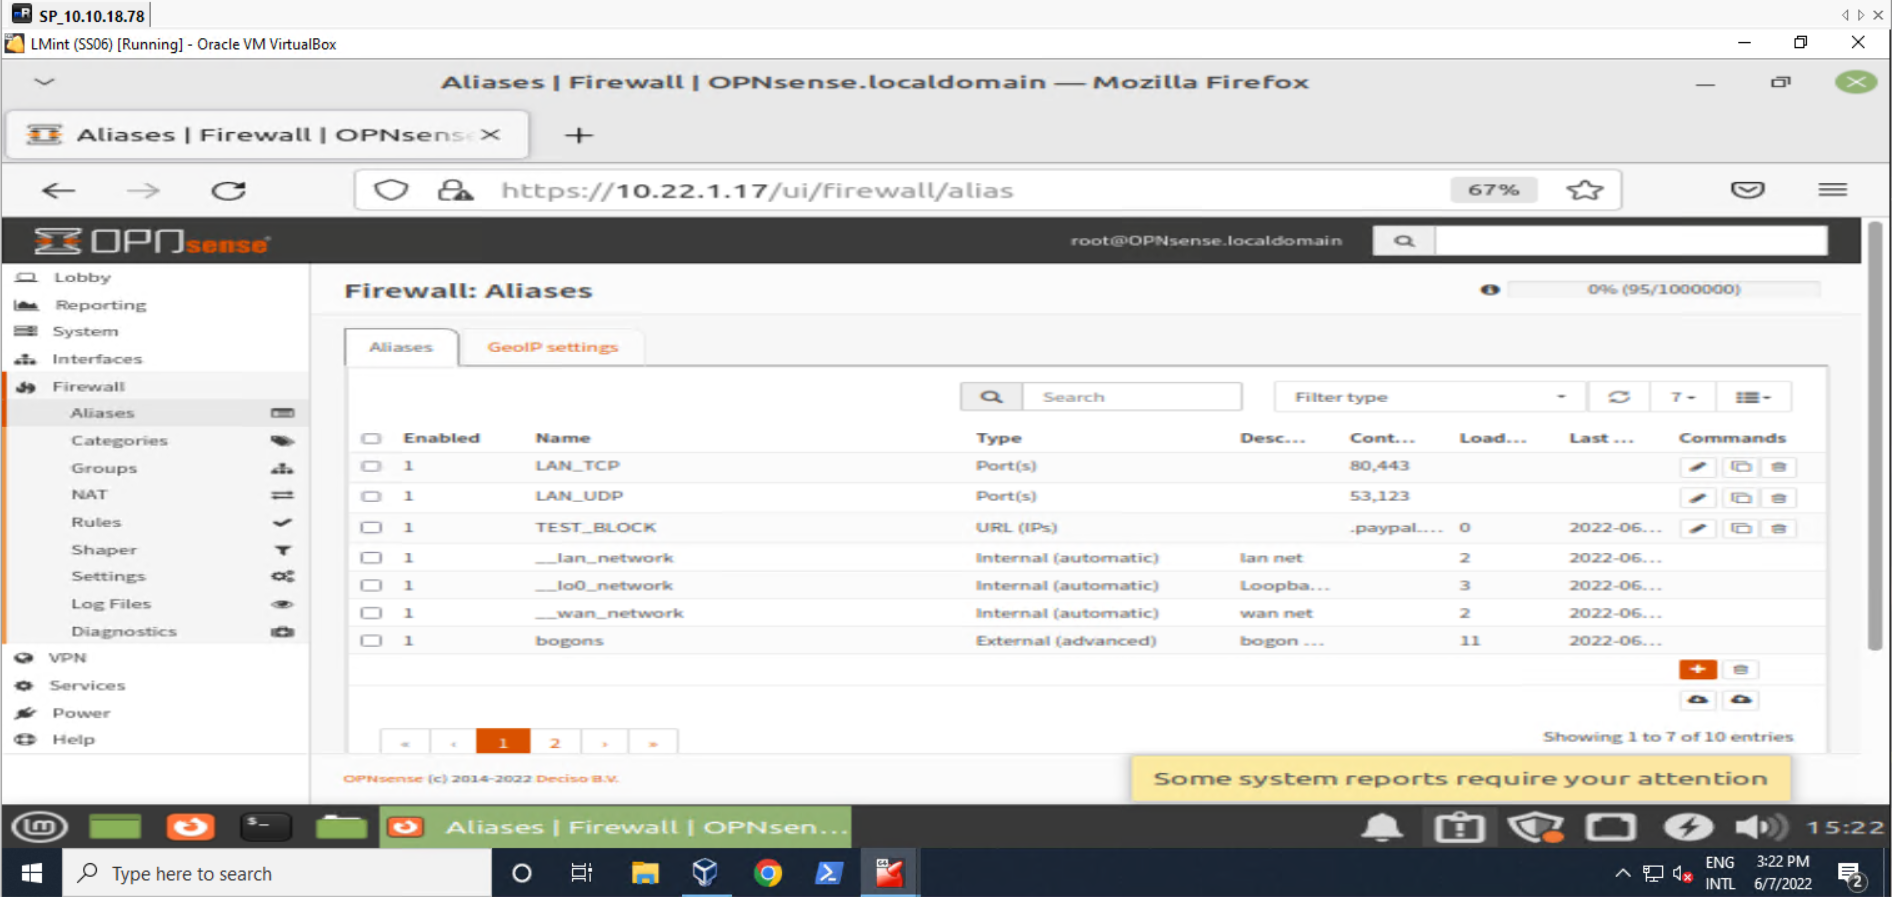 SP_10.10.18.78
LMint (SS06) [Running] - Oracle VM VirtualBox
Aliases | Firewall | OPNsense.localdomain — Mozilla Firefox
Aliases | Firewall | OPNsense
https://10.22.1.17/ui/firewall/alias
67%
OPNsense
root@OPNsense.localdomain
Lobby
Reporting
System
Interfaces
Firewall
Aliases
Categories
Groups
NAT
Rules
Shaper
Settings
Log Files
Diagnostics
VPN
Services
Power
Help
Firewall: Aliases
0% (95/1000000)
Aliases
GeoIP settings
Search
Filter type
7
Enabled Name Type Desc... Cont... Load... Last ... Commands
1 LAN_TCP Port(s) 80,443
1 LAN_UDP Port(s) 53,123
1 TEST_BLOCK URL (IPs) .paypal.... 0 2022-06...
1 __lan_network Internal (automatic) lan net 2 2022-06...
1 __lo0_network Internal (automatic) Loopba... 3 2022-06...
1 __wan_network Internal (automatic) wan net 2 2022-06...
1 bogons External (advanced) bogon ... 11 2022-06...
« ‹ 1 2 › »
Showing 1 to 7 of 10 entries
OPNsense (c) 2014-2022 Deciso B.V.
Some system reports require your attention
Aliases | Firewall | OPNsen...
15:22
Type here to search
64
ENG
INTL
3:22 PM
6/7/2022
2